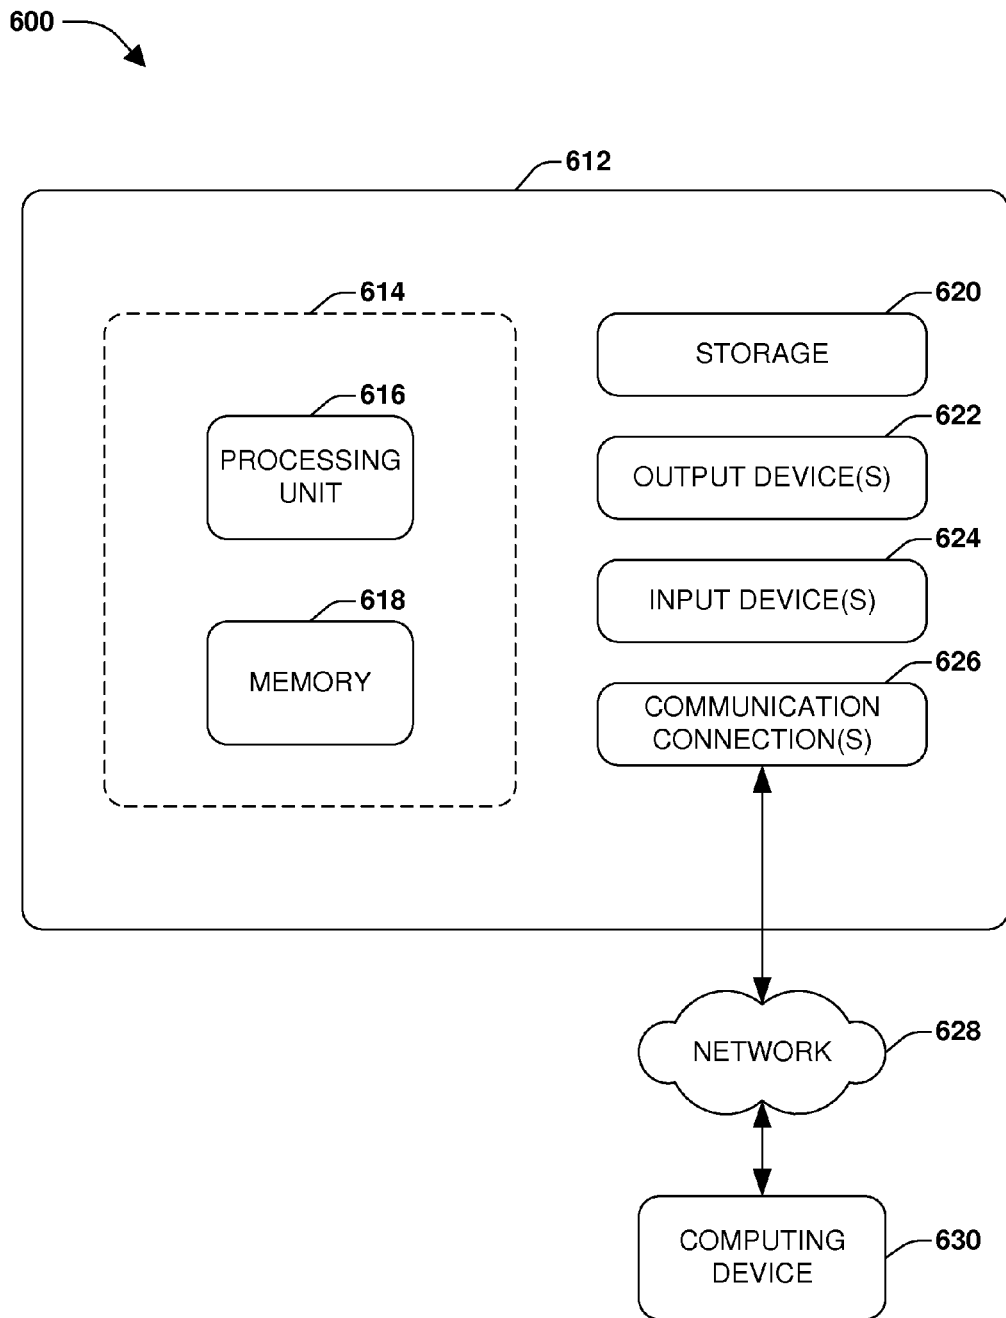 600
612
614
616
PROCESSING
UNIT
618
MEMORY
620
STORAGE
622
OUTPUT DEVICE(S)
624
INPUT DEVICE(S)
626
COMMUNICATION
CONNECTION(S)
NETWORK
628
COMPUTING
DEVICE
630